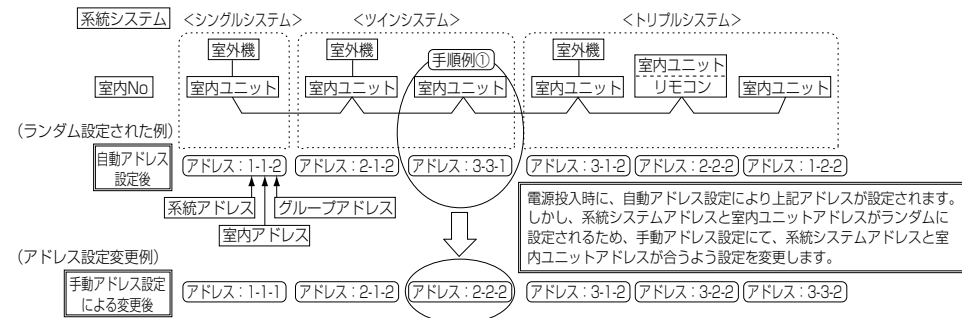 系統システム <シングルシステム> <ツインシステム> <トリプルシステム>
室外機 室外機 手順例① 室外機
室内No 室内ユニット 室内ユニット 室内ユニット 室内ユニット 室内ユニット 室内ユニット
リモコン
(ランダム設定された例)
自動アドレス
設定後
アドレス:1-1-2 アドレス:2-1-2 アドレス:3-3-1 アドレス:3-1-2 アドレス:2-2-2 アドレス:1-2-2
系統アドレス グループアドレス
室内アドレス
電源投入時に、自動アドレス設定により上記アドレスが設定されます。
しかし、系統システムアドレスと室内ユニットアドレスがランダムに
設定されるため、手動アドレス設定にて、系統システムアドレスと室
内ユニットアドレスが合うよう設定を変更します。
(アドレス設定変更例)
手動アドレス設定
による変更後
アドレス:1-1-1 アドレス:2-1-2 アドレス:2-2-2 アドレス:3-1-2 アドレス:3-2-2 アドレス:3-3-2